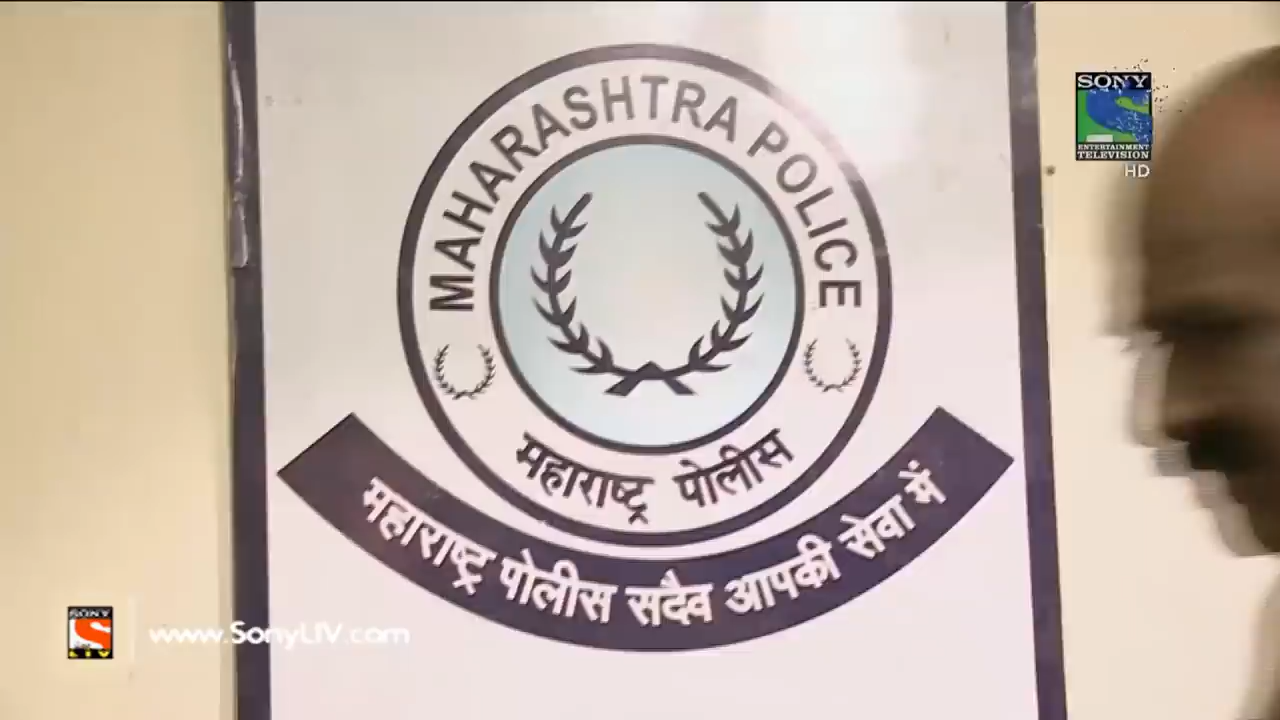 MAHARASHTRA POLICE
महाराष्ट्र पोलीस
महाराष्ट्र पोलीस सदैव आपकी सेवा में
SONY
ENTERTAINMENT
TELEVISION
HD
SONY
LIV
www.SonyLIV.com